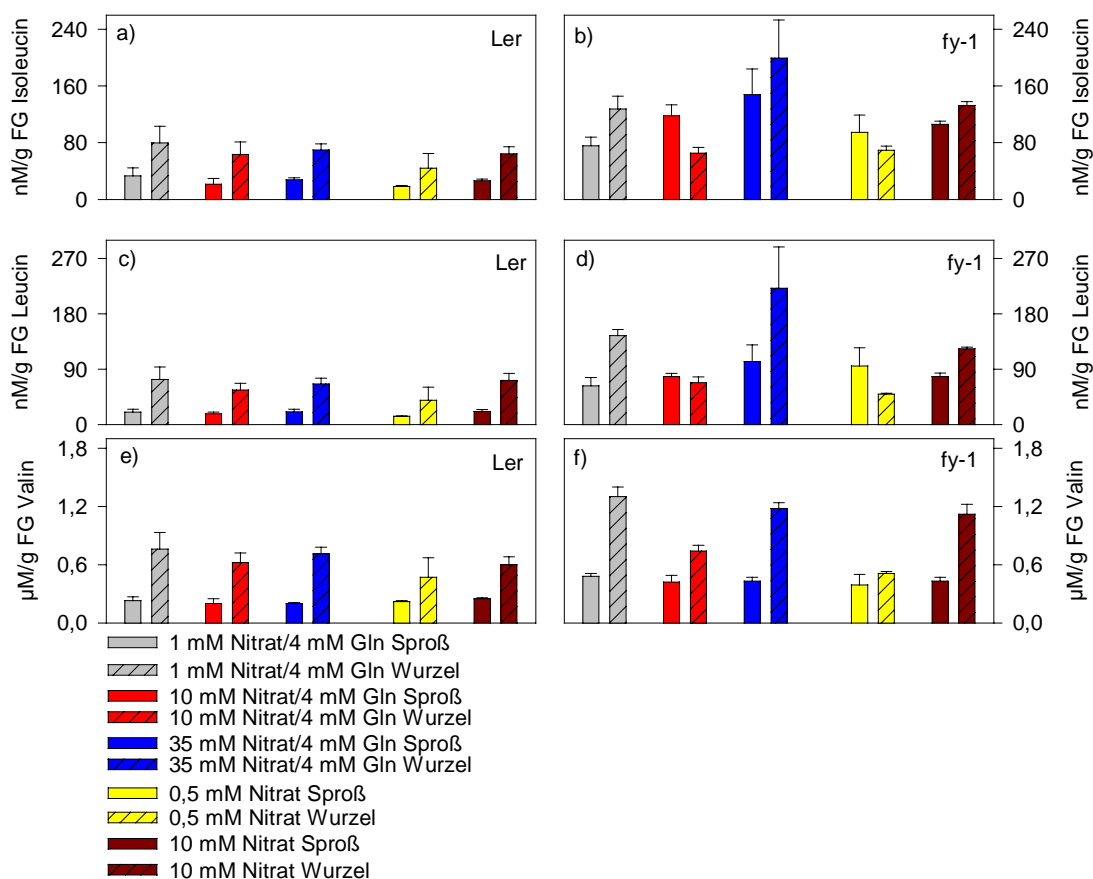 a) Ler
b) fy-1
240
160
80
0
nM/g FG Isoleucin
240
160
80
0
nM/g FG Isoleucin
c) Ler
d) fy-1
270
180
90
0
nM/g FG Leucin
270
180
90
0
nM/g FG Leucin
e) Ler
f) fy-1
1,8
1,2
0,6
0,0
µM/g FG Valin
1,8
1,2
0,6
0,0
µM/g FG Valin
1 mM Nitrat/4 mM Gln Sproß
1 mM Nitrat/4 mM Gln Wurzel
10 mM Nitrat/4 mM Gln Sproß
10 mM Nitrat/4 mM Gln Wurzel
35 mM Nitrat/4 mM Gln Sproß
35 mM Nitrat/4 mM Gln Wurzel
0,5 mM Nitrat Sproß
0,5 mM Nitrat Wurzel
10 mM Nitrat Sproß
10 mM Nitrat Wurzel